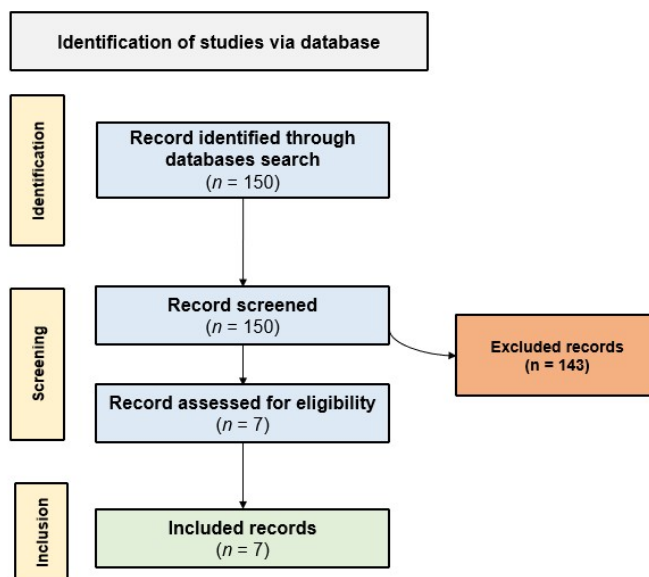 Identification of studies via database
Identification
Record identified through
databases search
(n = 150)
Screening
Record screened
(n = 150)
Excluded records
(n = 143)
Record assessed for eligibility
(n = 7)
Inclusion
Included records
(n = 7)